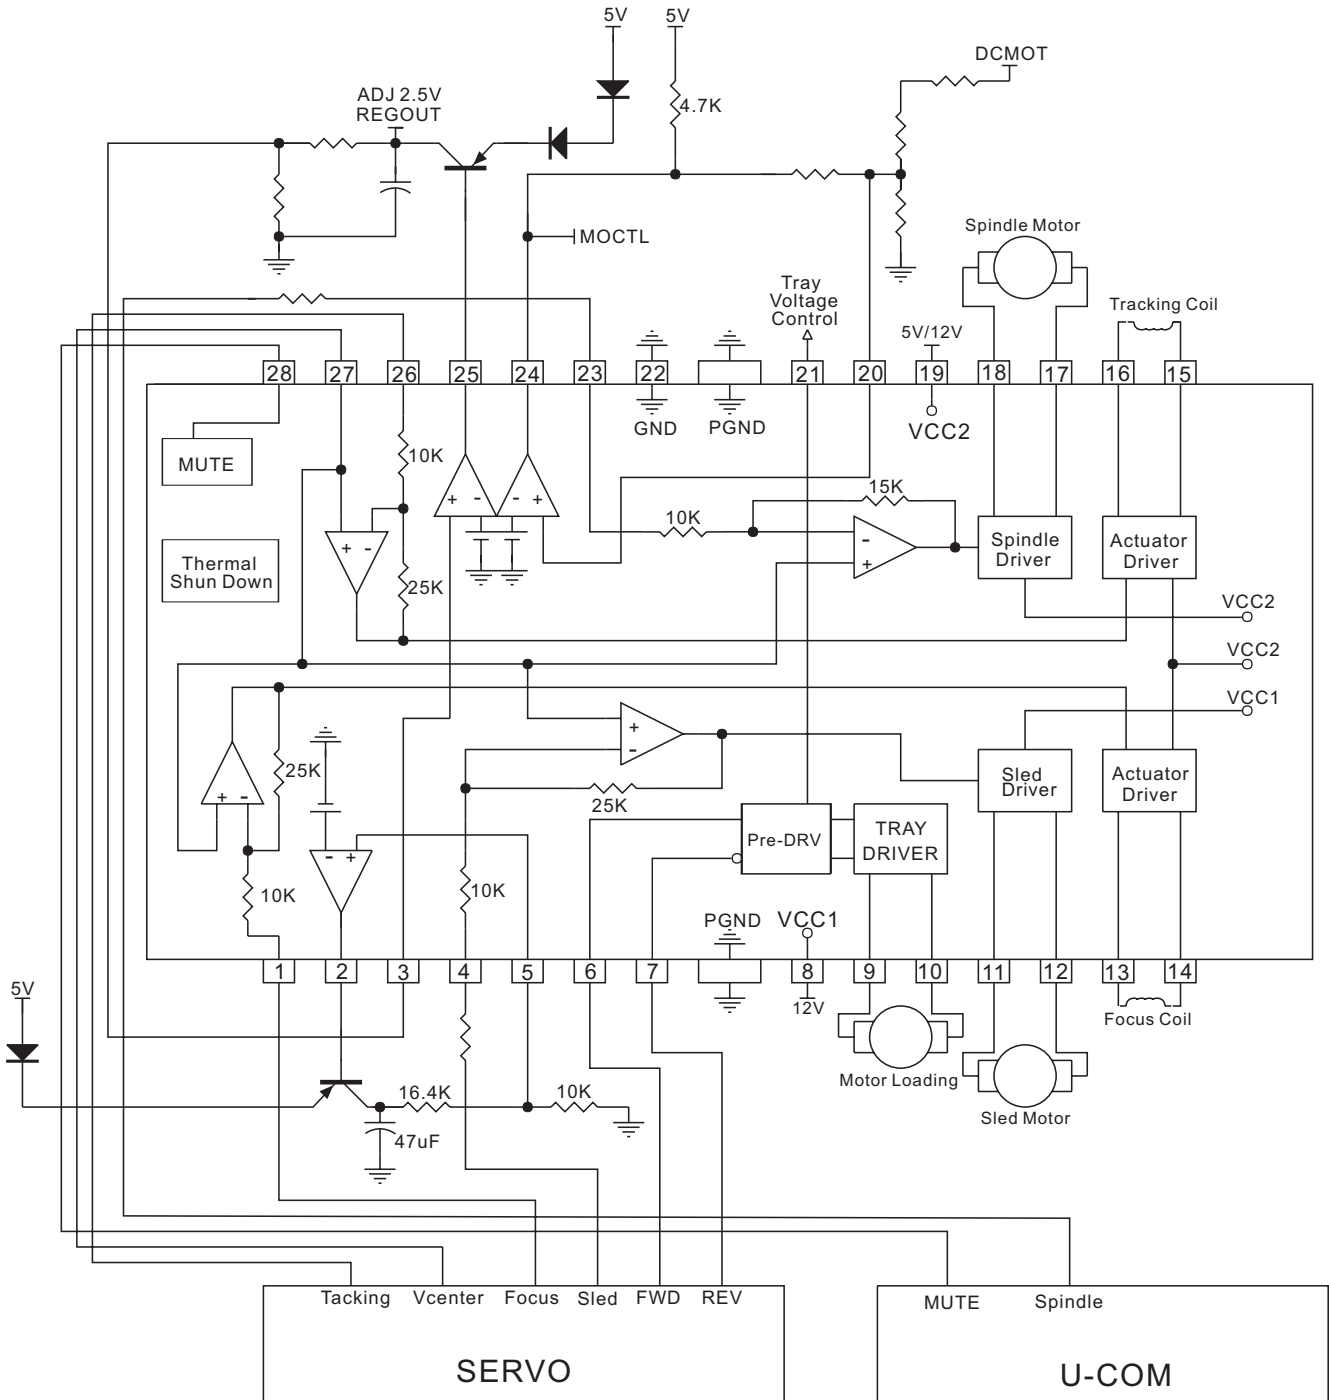 5V
5V
DCMOT
ADJ 2.5V
REGOUT
4.7K
MOCTL
Spindle Motor
Tray
Voltage
Control
5V/12V
Tracking Coil
28
27
26
25
24
23
22
21
20
19
18
17
16
15
GND
PGND
VCC2
MUTE
10K
+
-
-
+
15K
10K
Thermal
Shun Down
+
-
25K
-
+
Spindle
Driver
Actuator
Driver
VCC2
VCC2
VCC1
+
-
25K
25K
+
-
Sled
Driver
Actuator
Driver
Pre-DRV
TRAY
DRIVER
-
+
10K
10K
PGND
VCC1
1
2
3
4
5
6
7
8
9
10
11
12
13
14
5V
12V
Focus Coil
Motor Loading
Sled Motor
16.4K
10K
47uF
Tacking
Vcenter
Focus
Sled
FWD
REV
MUTE
Spindle
SERVO
U-COM